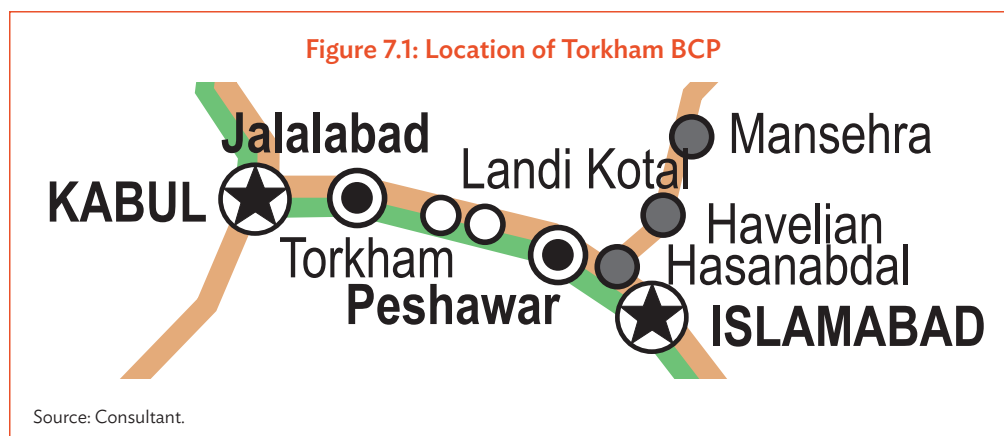 Figure 7.1: Location of Torkham BCP
Mansehra
Jalalabad
Landi Kotal
KABUL
Havelian
Torkham
Hasanabdal
Peshawar
ISLAMABAD
Source: Consultant.